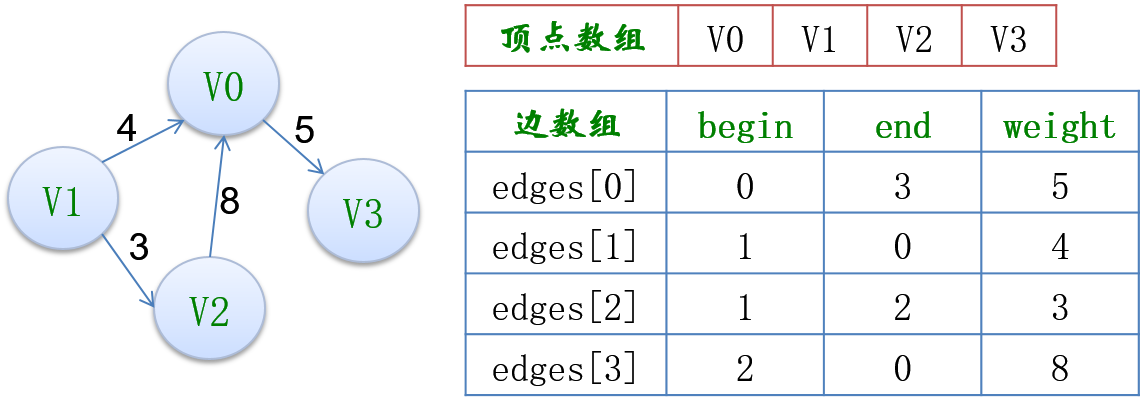 V0
4
5
V1
8
V3
3
V2
顶点数组 V0 V1 V2 V3
边数组 begin end weight
edges[0] 0 3 5
edges[1] 1 0 4
edges[2] 1 2 3
edges[3] 2 0 8